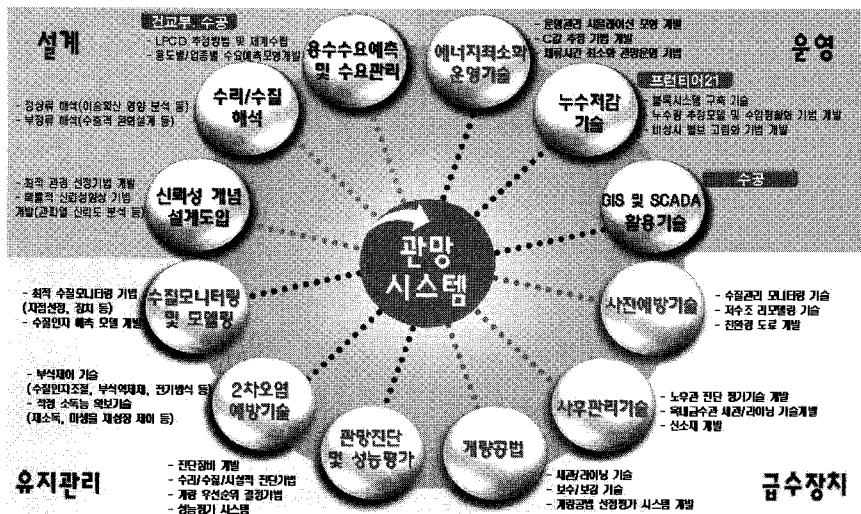 설계
건교부, 수공
- LPCD 추정방법 및 체계수립
- 용도별/업종별 수요예측모형개발
용수수요예측
및 수요관리
에너지최소화
운영기술
- 운영관리 시뮬레이션 모형 개발
- C값 추정 기법 개발
- 체류시간 최소화 관망운영 기법
운영
수리/수질
해석
- 정상류 해석(이송확산 영향 분석 등)
- 부정류 해석(수충격 완화설계 등)
누수저감
기술
프런티어21
- 블록시스템 구축 기술
- 누수량 추정모델 및 수압평활화 기법 개발
- 비상시 밸브 고립화 기법 개발
신뢰성 개념
설계도입
- 최적 관경 선정기법 개발
- 확률적 신뢰성향상 기법
개발(관파열 신뢰도 분석 등)
GIS 및 SCADA
활용기술
수공
관망
시스템
수질모니터링
및 모델링
- 최적 수질모니터링 기법
(지점선정, 장치 등)
- 수질인자 예측 모델 개발
사전예방기술
- 수질관리 모니터링 기술
- 저수조 리모델링 기술
- 친환경 도료 개발
2차오염
예방기술
- 부식제어 기술
(수질인자조절, 부식억제제, 전기방식 등)
- 적정 소독능 확보기술
(재소독, 미생물 재성장 제어 등)
사후관리기술
- 노후관 진단 평가기술 개발
- 옥내급수관 세관/라이닝 기술개발
- 신소재 개발
관망진단
및 성능평가
개량공법
유지관리
- 진단장비 개발
- 수리/수질/시설적 진단기법
- 개량 우선순위 결정기법
- 성능평가 시스템
- 세관/라이닝 기술
- 보수/보강 기술
- 개량공법 선정평가 시스템 개발
급수장치